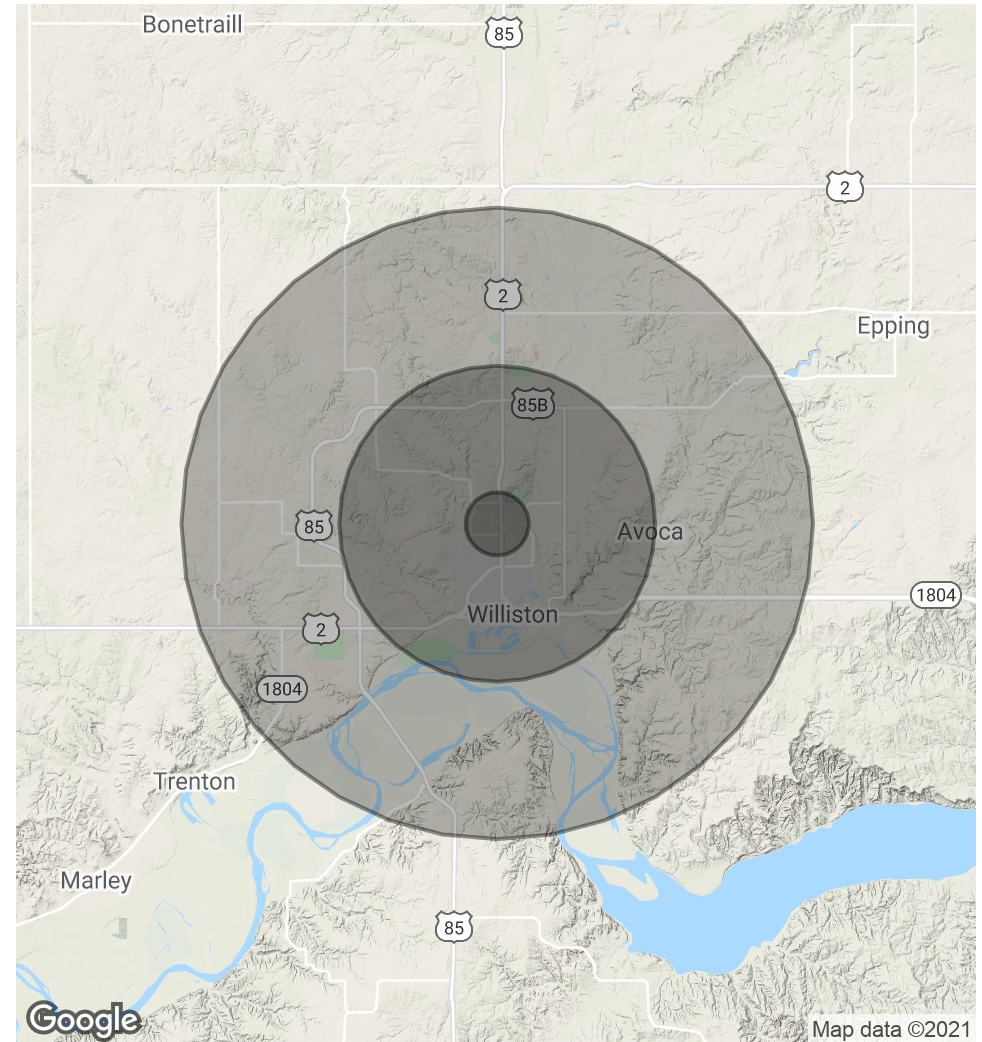 Bonetraill
85
2
2
Epping
85B
85
Avoca
1804
Williston
2
1804
Trenton
Marley
85
Google
Map data ©2021